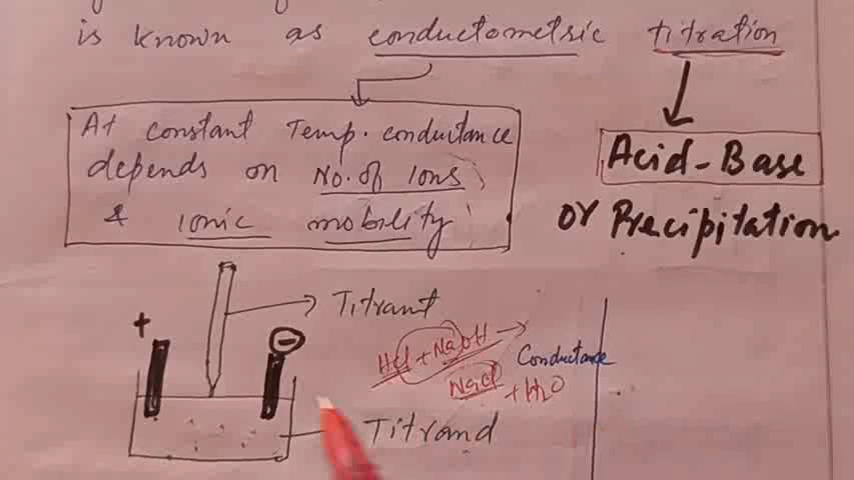 is known as conductometric titration
At constant Temp. conductance
depends on No. of Ions
& ionic mobility
Acid-Base
or Precipitation
+
Titrant
−
HCl + NaOH →
NaCl + H2O
Conductance
Titrand